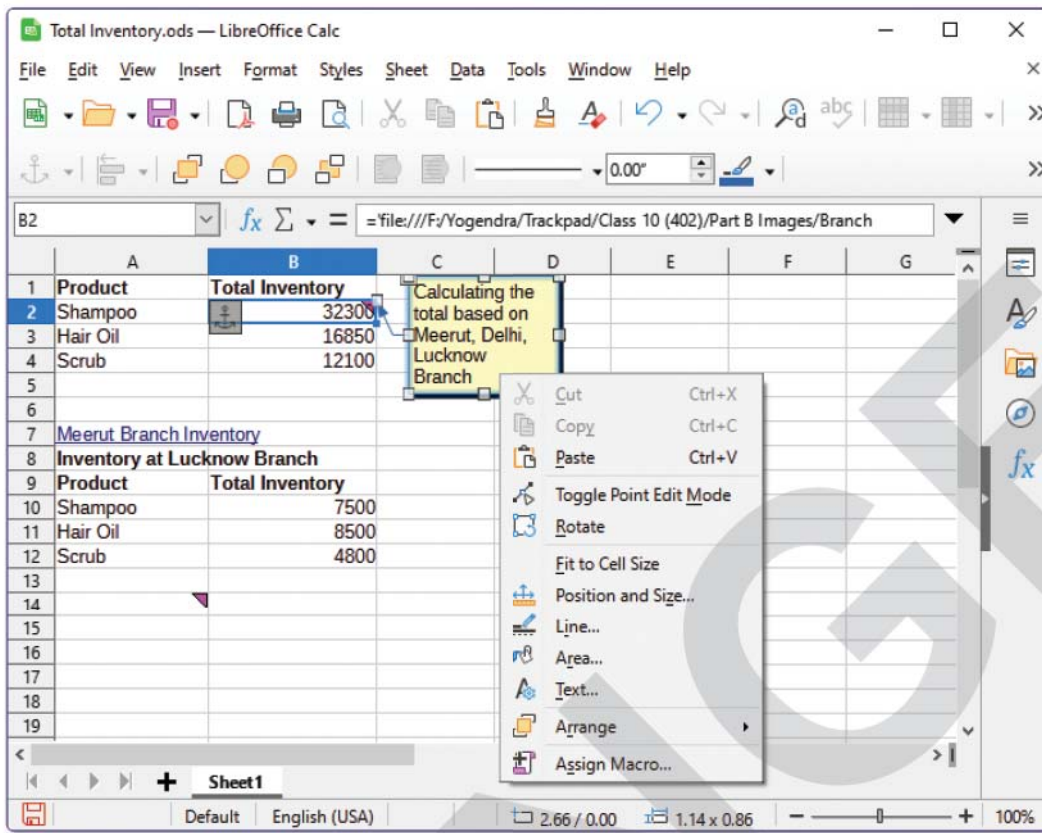 Total Inventory.ods — LibreOffice Calc
File Edit View Insert Format Styles Sheet Data Tools Window Help
abc
0.00"
B2 fx Σ = ='file:///F:/Yogendra/Trackpad/Class 10 (402)/Part B Images/Branch
A B C D E F G
1 Product Total Inventory
2 Shampoo 32300
3 Hair Oil 16850
4 Scrub 12100
5
6
7 Meerut Branch Inventory
8 Inventory at Lucknow Branch
9 Product Total Inventory
10 Shampoo 7500
11 Hair Oil 8500
12 Scrub 4800
13
14
15
16
17
18
19
Calculating the
total based on
Meerut, Delhi,
Lucknow
Branch
Cut Ctrl+X
Copy Ctrl+C
Paste Ctrl+V
Toggle Point Edit Mode
Rotate
Fit to Cell Size
Position and Size...
Line...
Area...
Text...
Arrange
Assign Macro...
Sheet1
Default English (USA) 2.66 / 0.00 1.14 x 0.86 100%